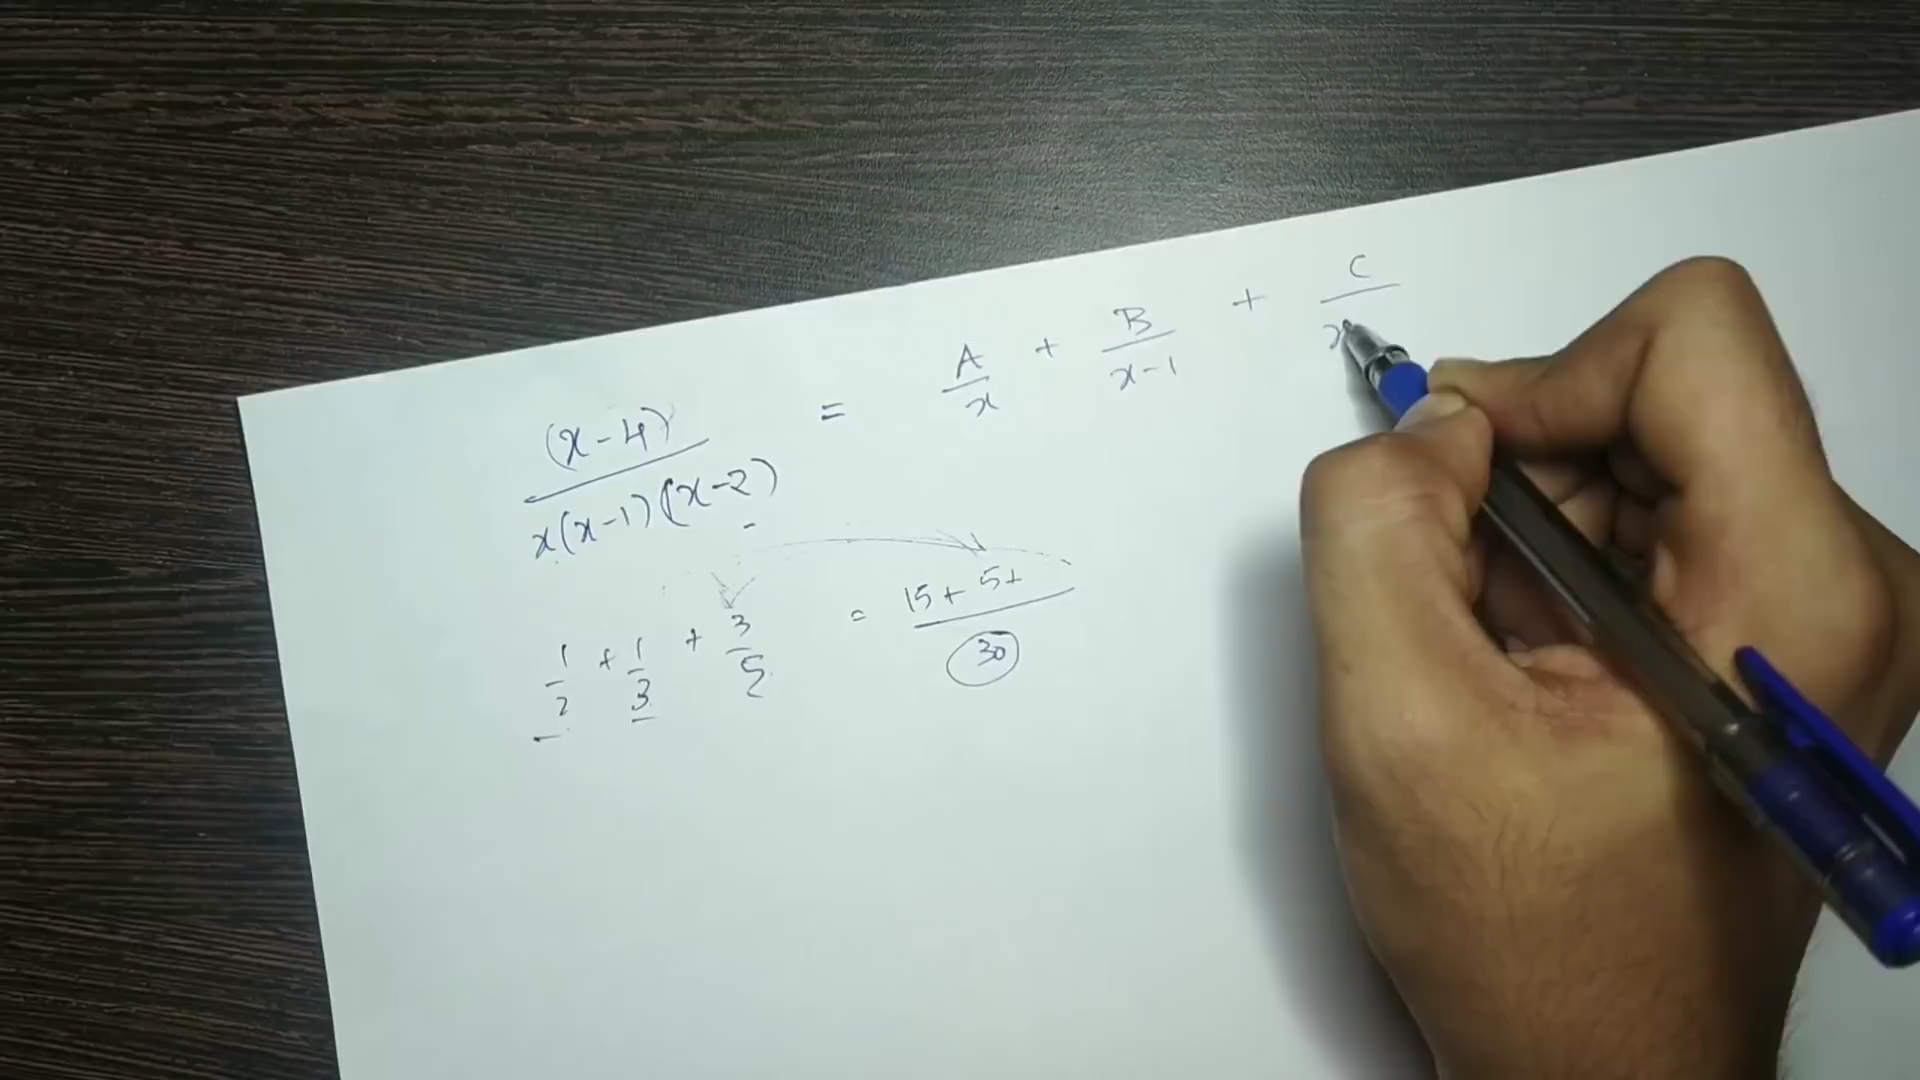 (x-4) / x(x-1)(x-2) = A/x + B/x-1 + C/x
1/2 + 1/3 + 3/5 = 15+ 5+ / 30